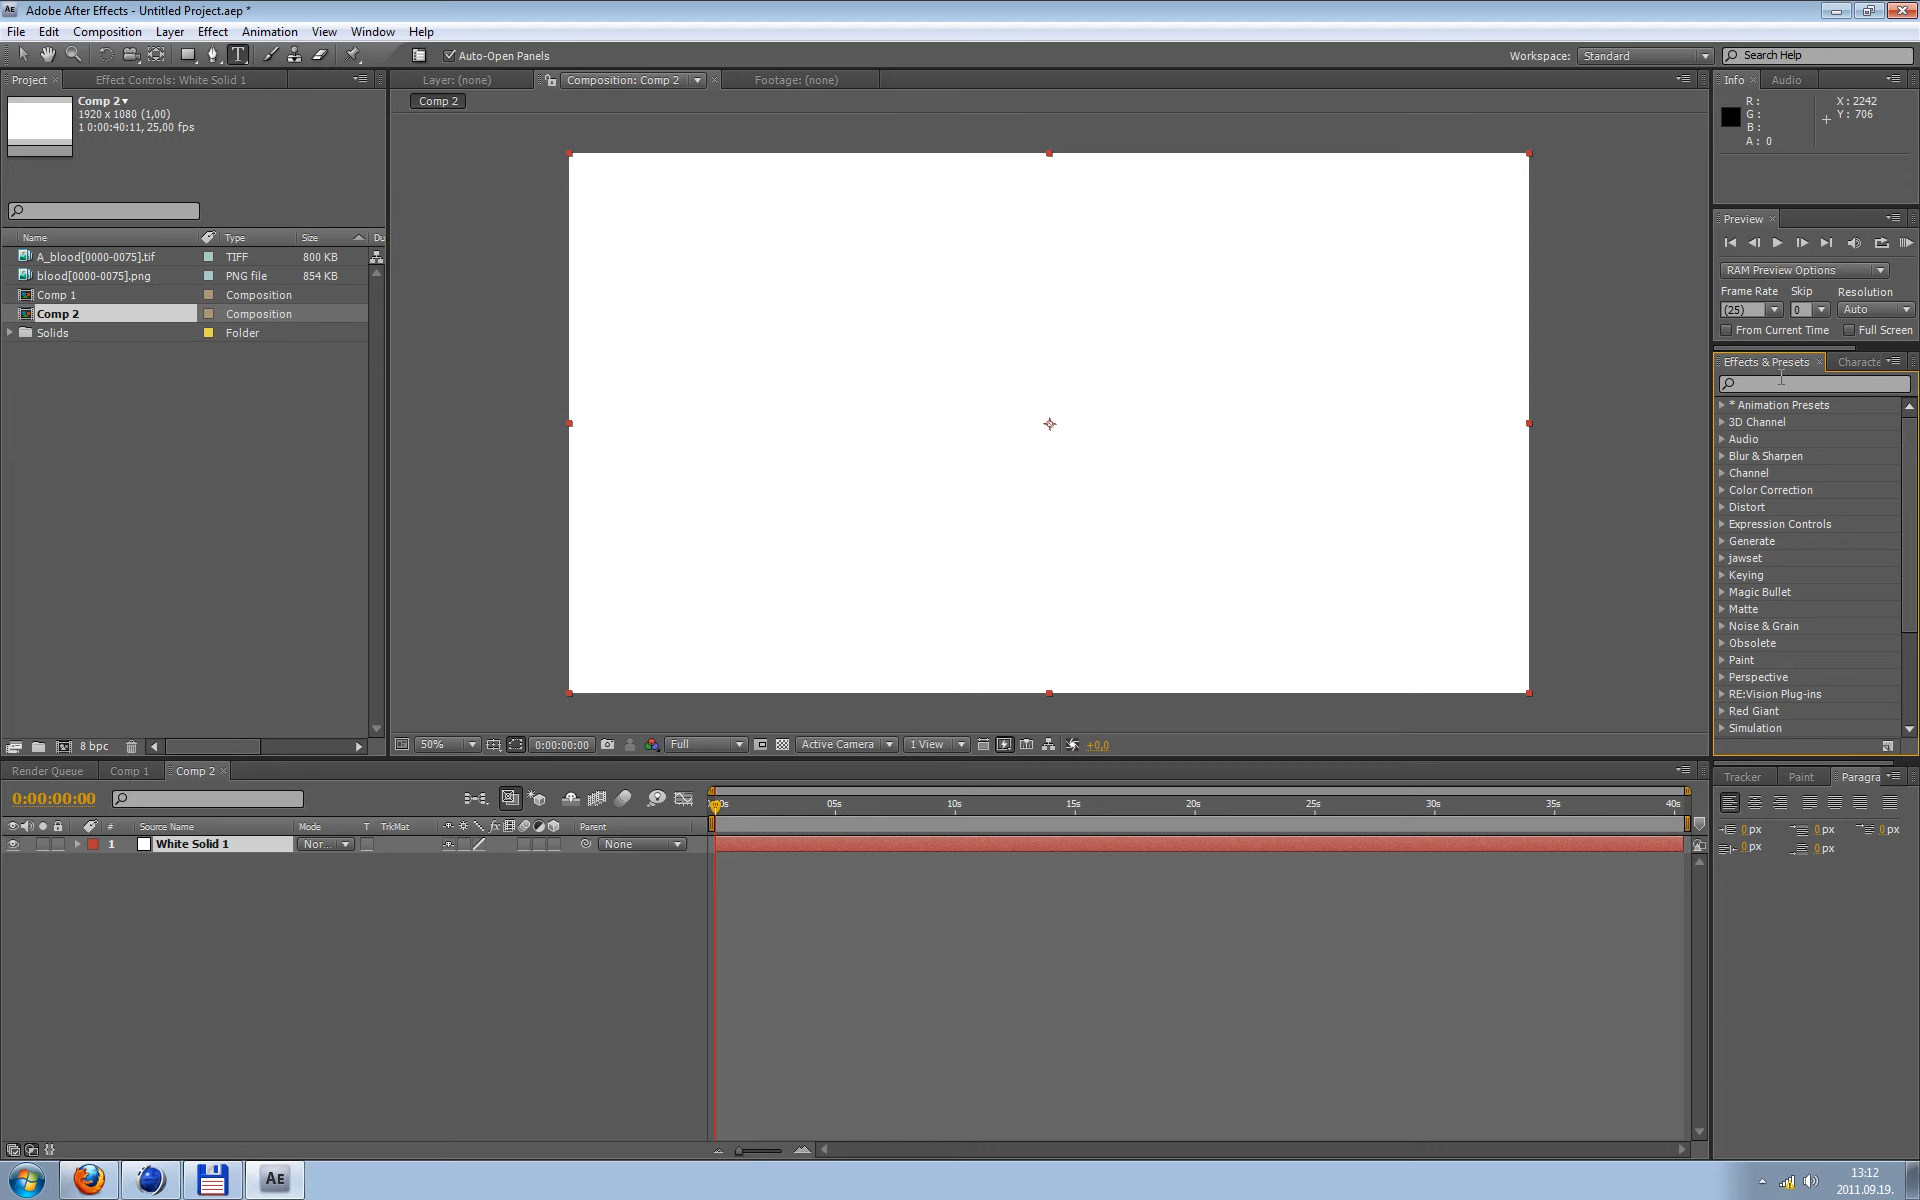 Adobe After Effects - Untitled Project.aep *
File Edit Composition Layer Effect Animation View Window Help
Auto-Open Panels
Workspace: Standard
Search Help
Project
Effect Controls: White Solid 1
Layer: (none)
Composition: Comp 2
Footage: (none)
Info
Audio
Comp 2
1920 x 1080 (1,00)
1 0:00:40:11, 25,00 fps
Comp 2
R :
G :
B :
A : 0
X : 2242
Y : 706
Name Type Size Du
A_blood[0000-0075].tif TIFF 800 KB
blood[0000-0075].png PNG file 854 KB
Comp 1 Composition
Comp 2 Composition
Solids Folder
Preview
RAM Preview Options
Frame Rate Skip Resolution
(25) 0 Auto
From Current Time Full Screen
Effects & Presets Characte
* Animation Presets
3D Channel
Audio
Blur & Sharpen
Channel
Color Correction
Distort
Expression Controls
Generate
jawset
Keying
Magic Bullet
Matte
Noise & Grain
Obsolete
Paint
Perspective
RE:Vision Plug-ins
Red Giant
Simulation
8 bpc
50% 0:00:00:00 Full Active Camera 1 View +0,0
Render Queue Comp 1 Comp 2
0:00:00:00
# Source Name Mode T TrkMat fx Parent
1 White Solid 1 Nor... None
05s 10s 15s 20s 25s 30s 35s 40s
Tracker Paint Paragra
0 px 0 px 0 px
0 px 0 px
AE
13:12
2011.09.19.